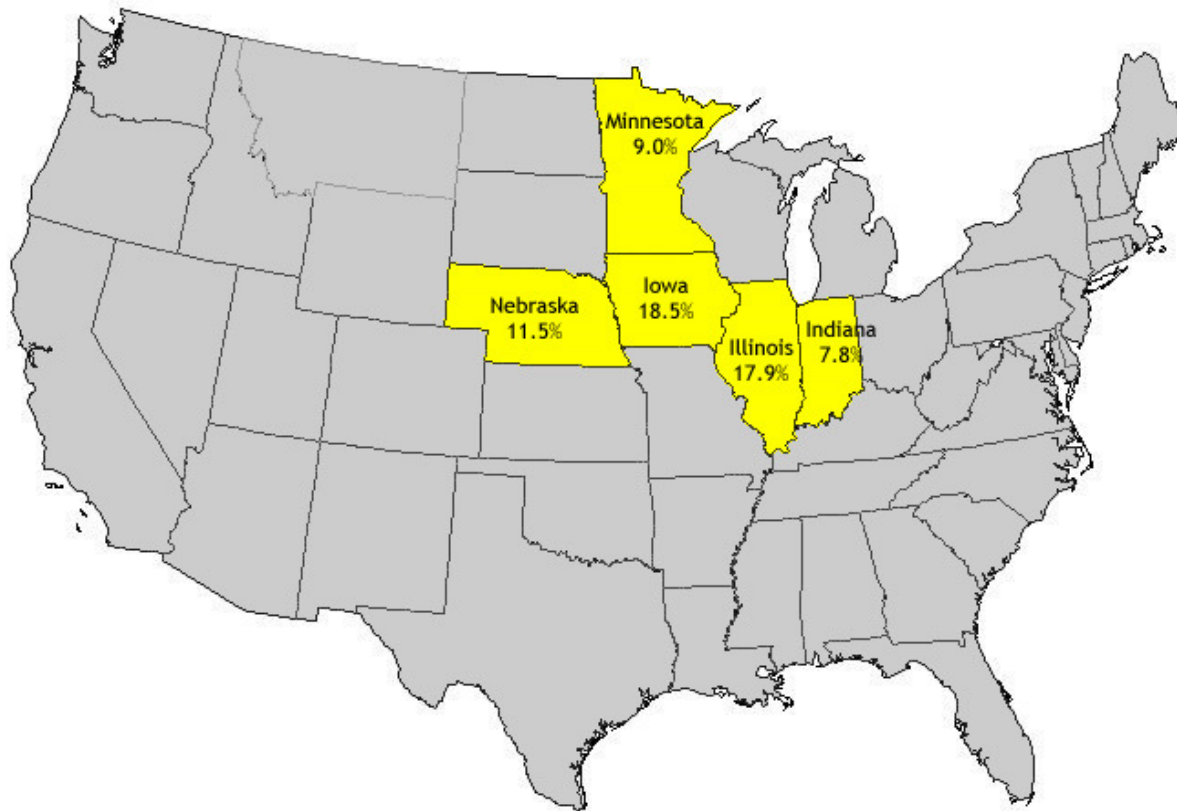 Minnesota
9.0%
Nebraska
11.5%
Iowa
18.5%
Illinois
17.9%
Indiana
7.8%